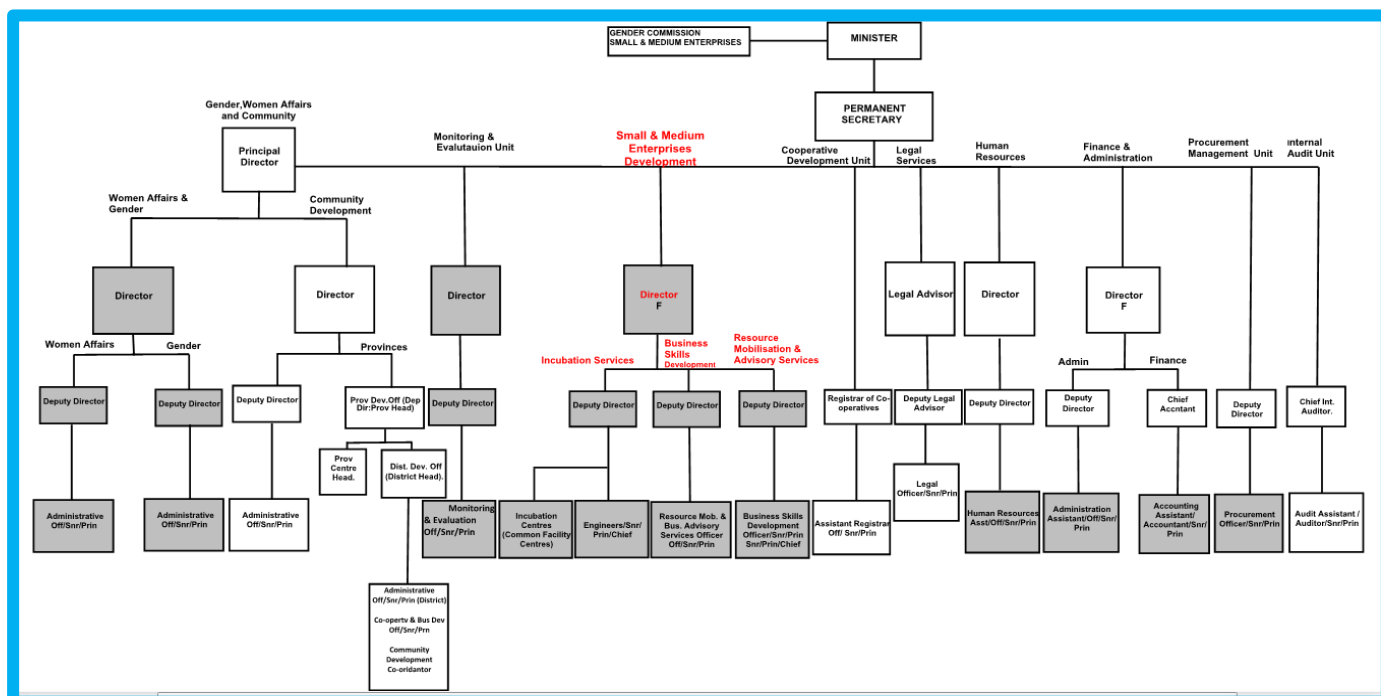 GENDER COMMISSION
SMALL & MEDIUM ENTERPRISES
MINISTER
PERMANENT
SECRETARY
Gender,Women Affairs
and Community
Principal
Director
Monitoring &
Evalutauion Unit
Small & Medium
Enterprises
Development
Cooperative
Development Unit
Legal
Services
Human
Resources
Finance &
Administration
Procurement
Management Unit
Internal
Audit Unit
Women Affairs &
Gender
Community
Development
Director
Director
Director
Director
F
Legal Advisor
Director
Director
F
Women Affairs
Gender
Provinces
Incubation Services
Business
Skills
Development
Resource
Mobilisation &
Advisory Services
Admin
Finance
Deputy Director
Deputy Director
Deputy Director
Prov Dev.Off (Dep
Dir:Prov Head)
Deputy Director
Deputy Director
Deputy Director
Deputy Director
Registrar of Co-
operatives
Deputy Legal
Advisor
Deputy Director
Deputy
Director
Chief
Accntant
Deputy
Director
Chief Int.
Auditor.
Prov
Centre
Head.
Dist. Dev. Off
(District Head).
Legal
Officer/Snr/Prin
Administrative
Off/Snr/Prin
Administrative
Off/Snr/Prin
Administrative
Off/Snr/Prin
Monitoring
& Evaluation
Off/Snr/Prin
Incubation
Centres
(Common Facility
Centres)
Engineers/Snr/
Prin/Chief
Resource Mob. &
Bus. Advisory
Services Officer
Off/Snr/Prin
Business Skills
Development
Officer/Snr/Prin
Snr/Prin/Chief
Assistant Registrar
Off/ Snr/Prin
Human Resources
Asst/Off/Snr/Prin
Administration
Assistant/Off/Snr/
Prin
Accounting
Assistant/
Accountant/Snr/
Prin
Procurement
Officer/Snr/Prin
Audit Assistant /
Auditor/Snr/Prin
Administrative
Off/Snr/Prin (District)
Co-opertv & Bus Dev
Off/Snr/Prn
Community
Development
Co-oridantor